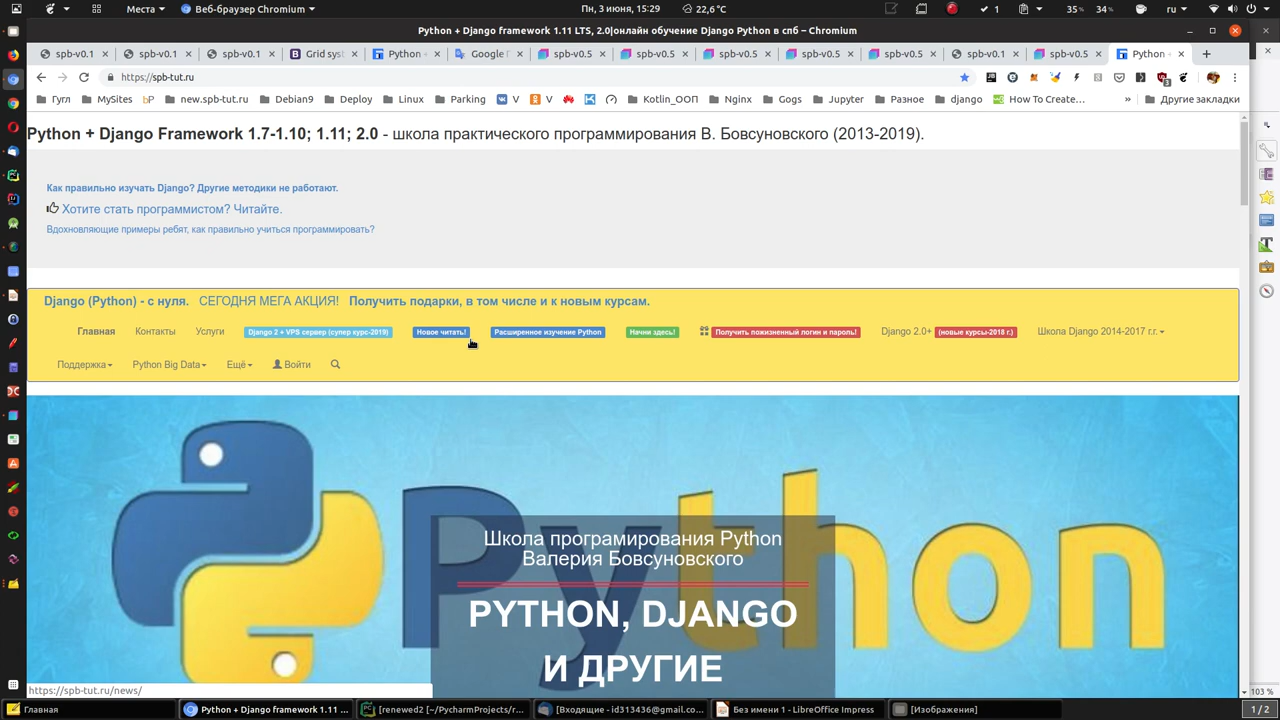 Места
Веб-браузер Chromium
Пн, 3 июня, 15:29
22,6°C
1
35%
34%
ru
Python + Django framework 1.11 LTS, 2.0|онлайн обучение Django Python в спб – Chromium
spb-v0.1
spb-v0.1
spb-v0.1
Grid sys
Python +
Google П
spb-v0.5
spb-v0.5
spb-v0.5
spb-v0.5
spb-v0.5
spb-v0.1
spb-v0.5
Python +
https://spb-tut.ru
Гугл
MySites
bP
new.spb-tut.ru
Debian9
Deploy
Linux
Parking
V
V
Kotlin_ООП
Nginx
Gogs
Jupyter
Разное
django
How To Create…
»
Другие закладки
Python + Django Framework 1.7-1.10; 1.11; 2.0 - школа практического программирования В. Бовсуновского (2013-2019).
Как правильно изучать Django? Другие методики не работают.
Хотите стать программистом? Читайте.
Вдохновляющие примеры ребят, как правильно учиться программировать?
Django (Python) - с нуля. СЕГОДНЯ МЕГА АКЦИЯ! Получить подарки, в том числе и к новым курсам.
Главная
Контакты
Услуги
Django 2 + VPS сервер (супер курс-2019)
Новое читать!
Расширенное изучение Python
Начни здесь!
Получить пожизненный логин и пароль!
Django 2.0+ (новые курсы-2018 г.)
Школа Django 2014-2017 г.г.
Поддержка
Python Big Data
Ещё
Войти
Python
Школа програмирования Python
Валерия Бовсуновского
PYTHON, DJANGO
И ДРУГИЕ
https://spb-tut.ru/news/
103 %
Главная
Python + Django framework 1.11 ...
[renewed2 [~/PycharmProjects/r...
[Входящие - id313436@gmail.co...
Без имени 1 - LibreOffice Impress
[Изображения]
1 / 2